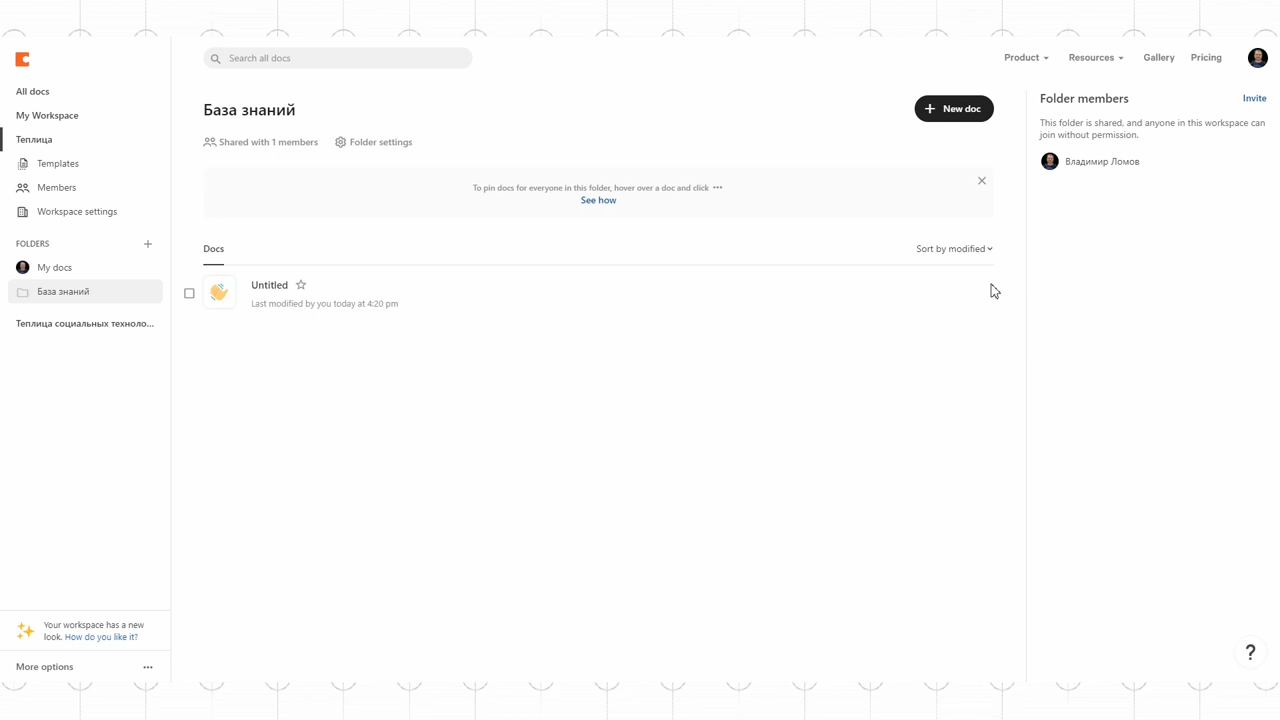 Search all docs
Product
Resources
Gallery
Pricing
All docs
My Workspace
Теплица
Templates
Members
Workspace settings
FOLDERS
My docs
База знаний
Теплица социальных техноло...
Your workspace has a new
look. How do you like it?
More options
База знаний
New doc
Shared with 1 members
Folder settings
To pin docs for everyone in this folder, hover over a doc and click •••
See how
Docs
Sort by modified
Untitled
Last modified by you today at 4:20 pm
Folder members
Invite
This folder is shared, and anyone in this workspace can
join without permission.
Владимир Ломов
?